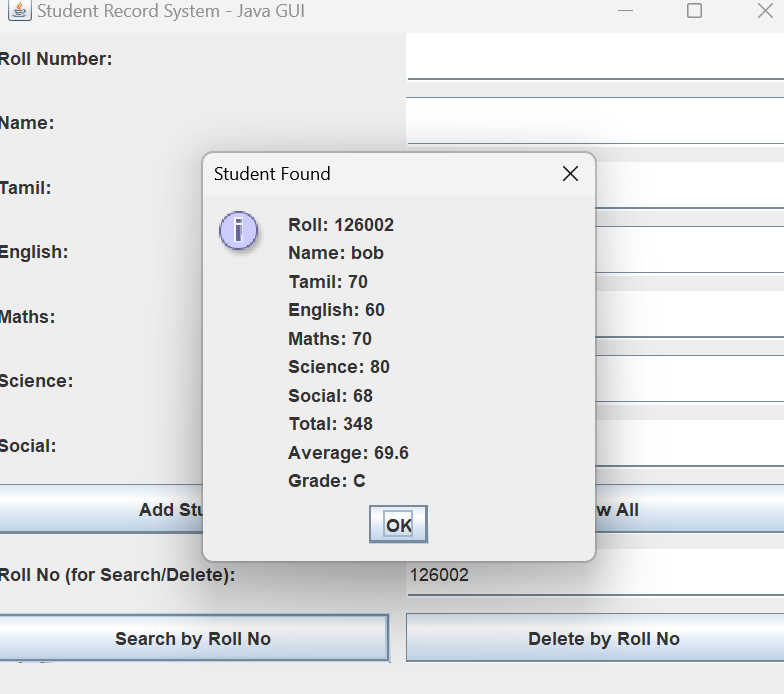 Student Record System - Java GUI
Roll Number:
Name:
Tamil:
English:
Maths:
Science:
Social:
Student Found
Roll: 126002
Name: bob
Tamil: 70
English: 60
Maths: 70
Science: 80
Social: 68
Total: 348
Average: 69.6
Grade: C
OK
Add Stu
w All
Roll No (for Search/Delete):
126002
Search by Roll No
Delete by Roll No